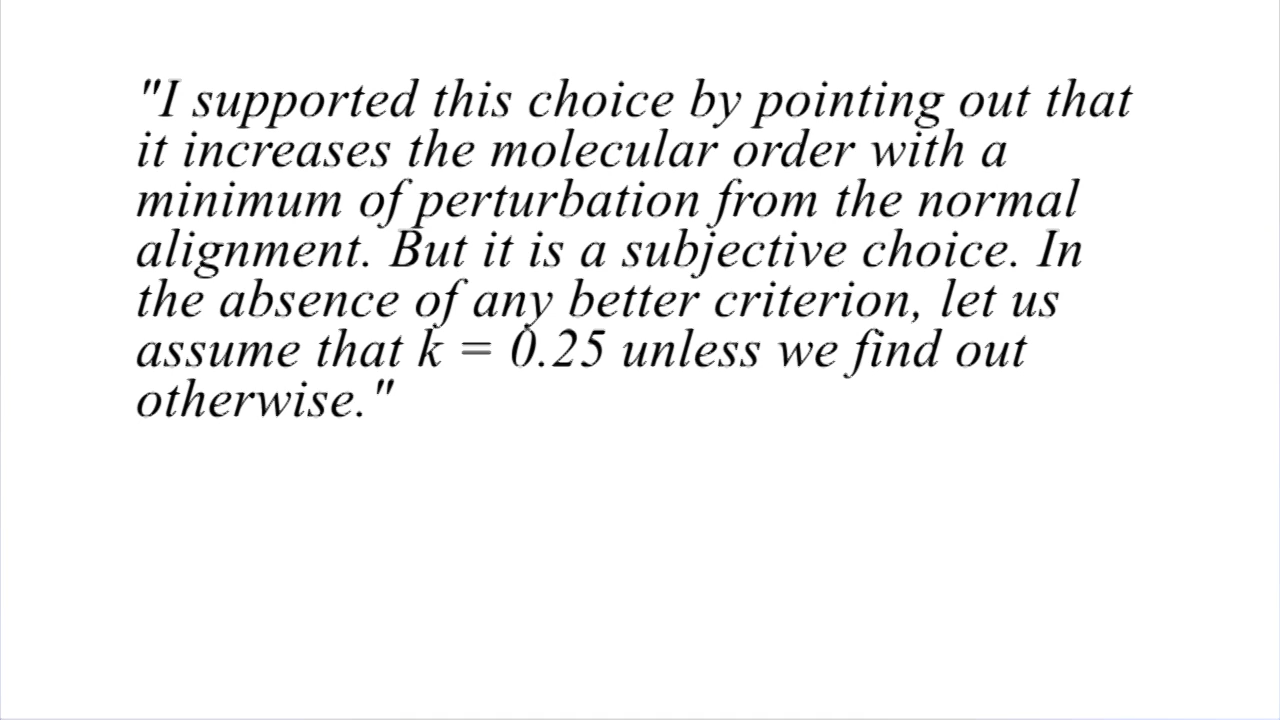 "I supported this choice by pointing out that
it increases the molecular order with a
minimum of perturbation from the normal
alignment. But it is a subjective choice. In
the absence of any better criterion, let us
assume that k = 0.25 unless we find out
otherwise."